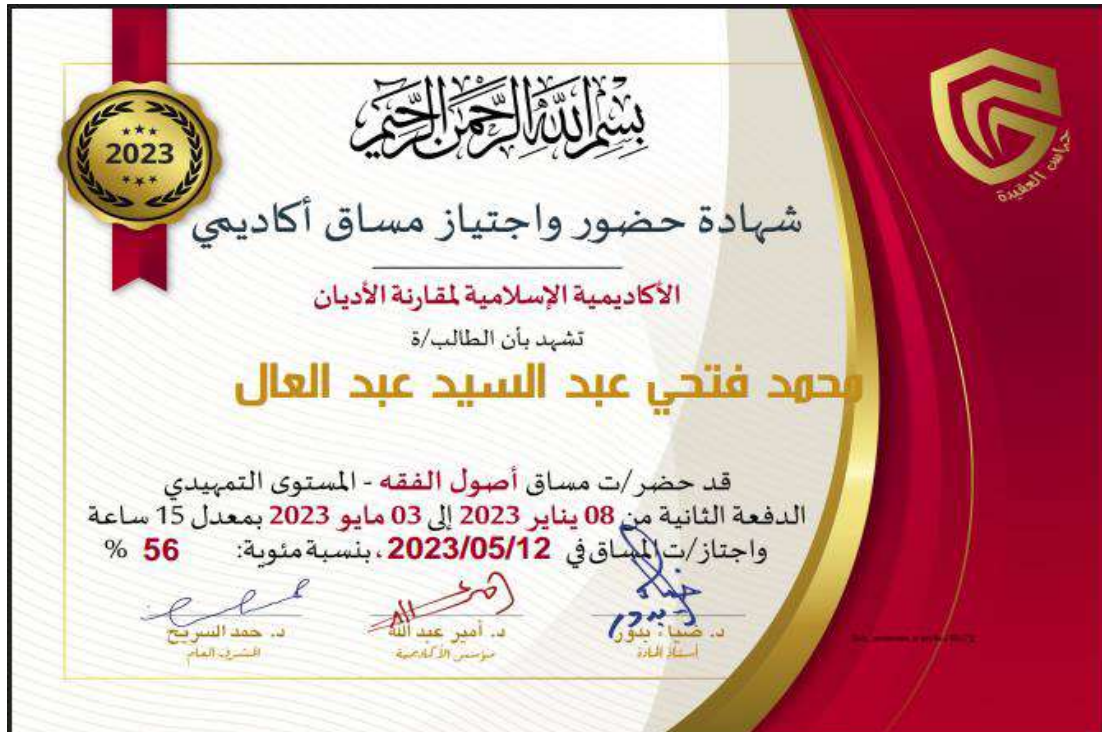 2023
حراس العقيدة
بسم الله الرحمن الرحيم
شهادة حضور واجتياز مساق أكاديمي
الأكاديمية الإسلامية لمقارنة الأديان
تشهد بأن الطالب/ة
محمد فتحي عبد السيد عبد العال
قد حضر/ت مساق أصول الفقه - المستوى التمهيدي
الدفعة الثانية من 08 يناير 2023 إلى 03 مايو 2023 بمعدل 15 ساعة
واجتاز/ت المساق في 2023/05/12، بنسبة مئوية: 56 %
د. ضياء بدور د. أمير عبد الله د. حمد السريح
أستاذ المادة مؤسس الأكاديمية المشرف العام